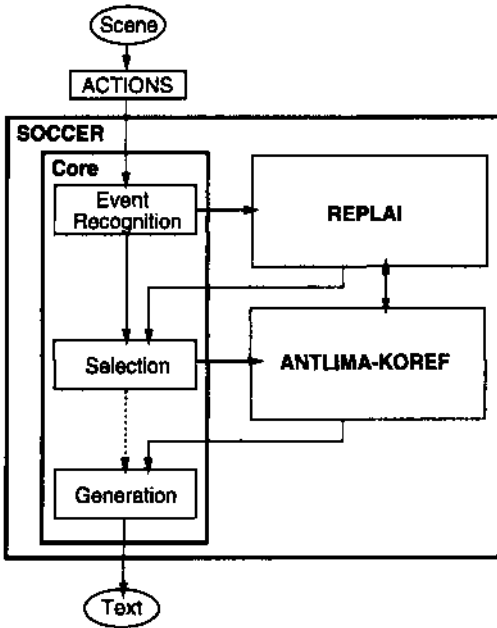 Scene
ACTIONS
SOCCER
Core
Event
Recognition
REPLAI
Selection
ANTLIMA-KOREF
Generation
Text